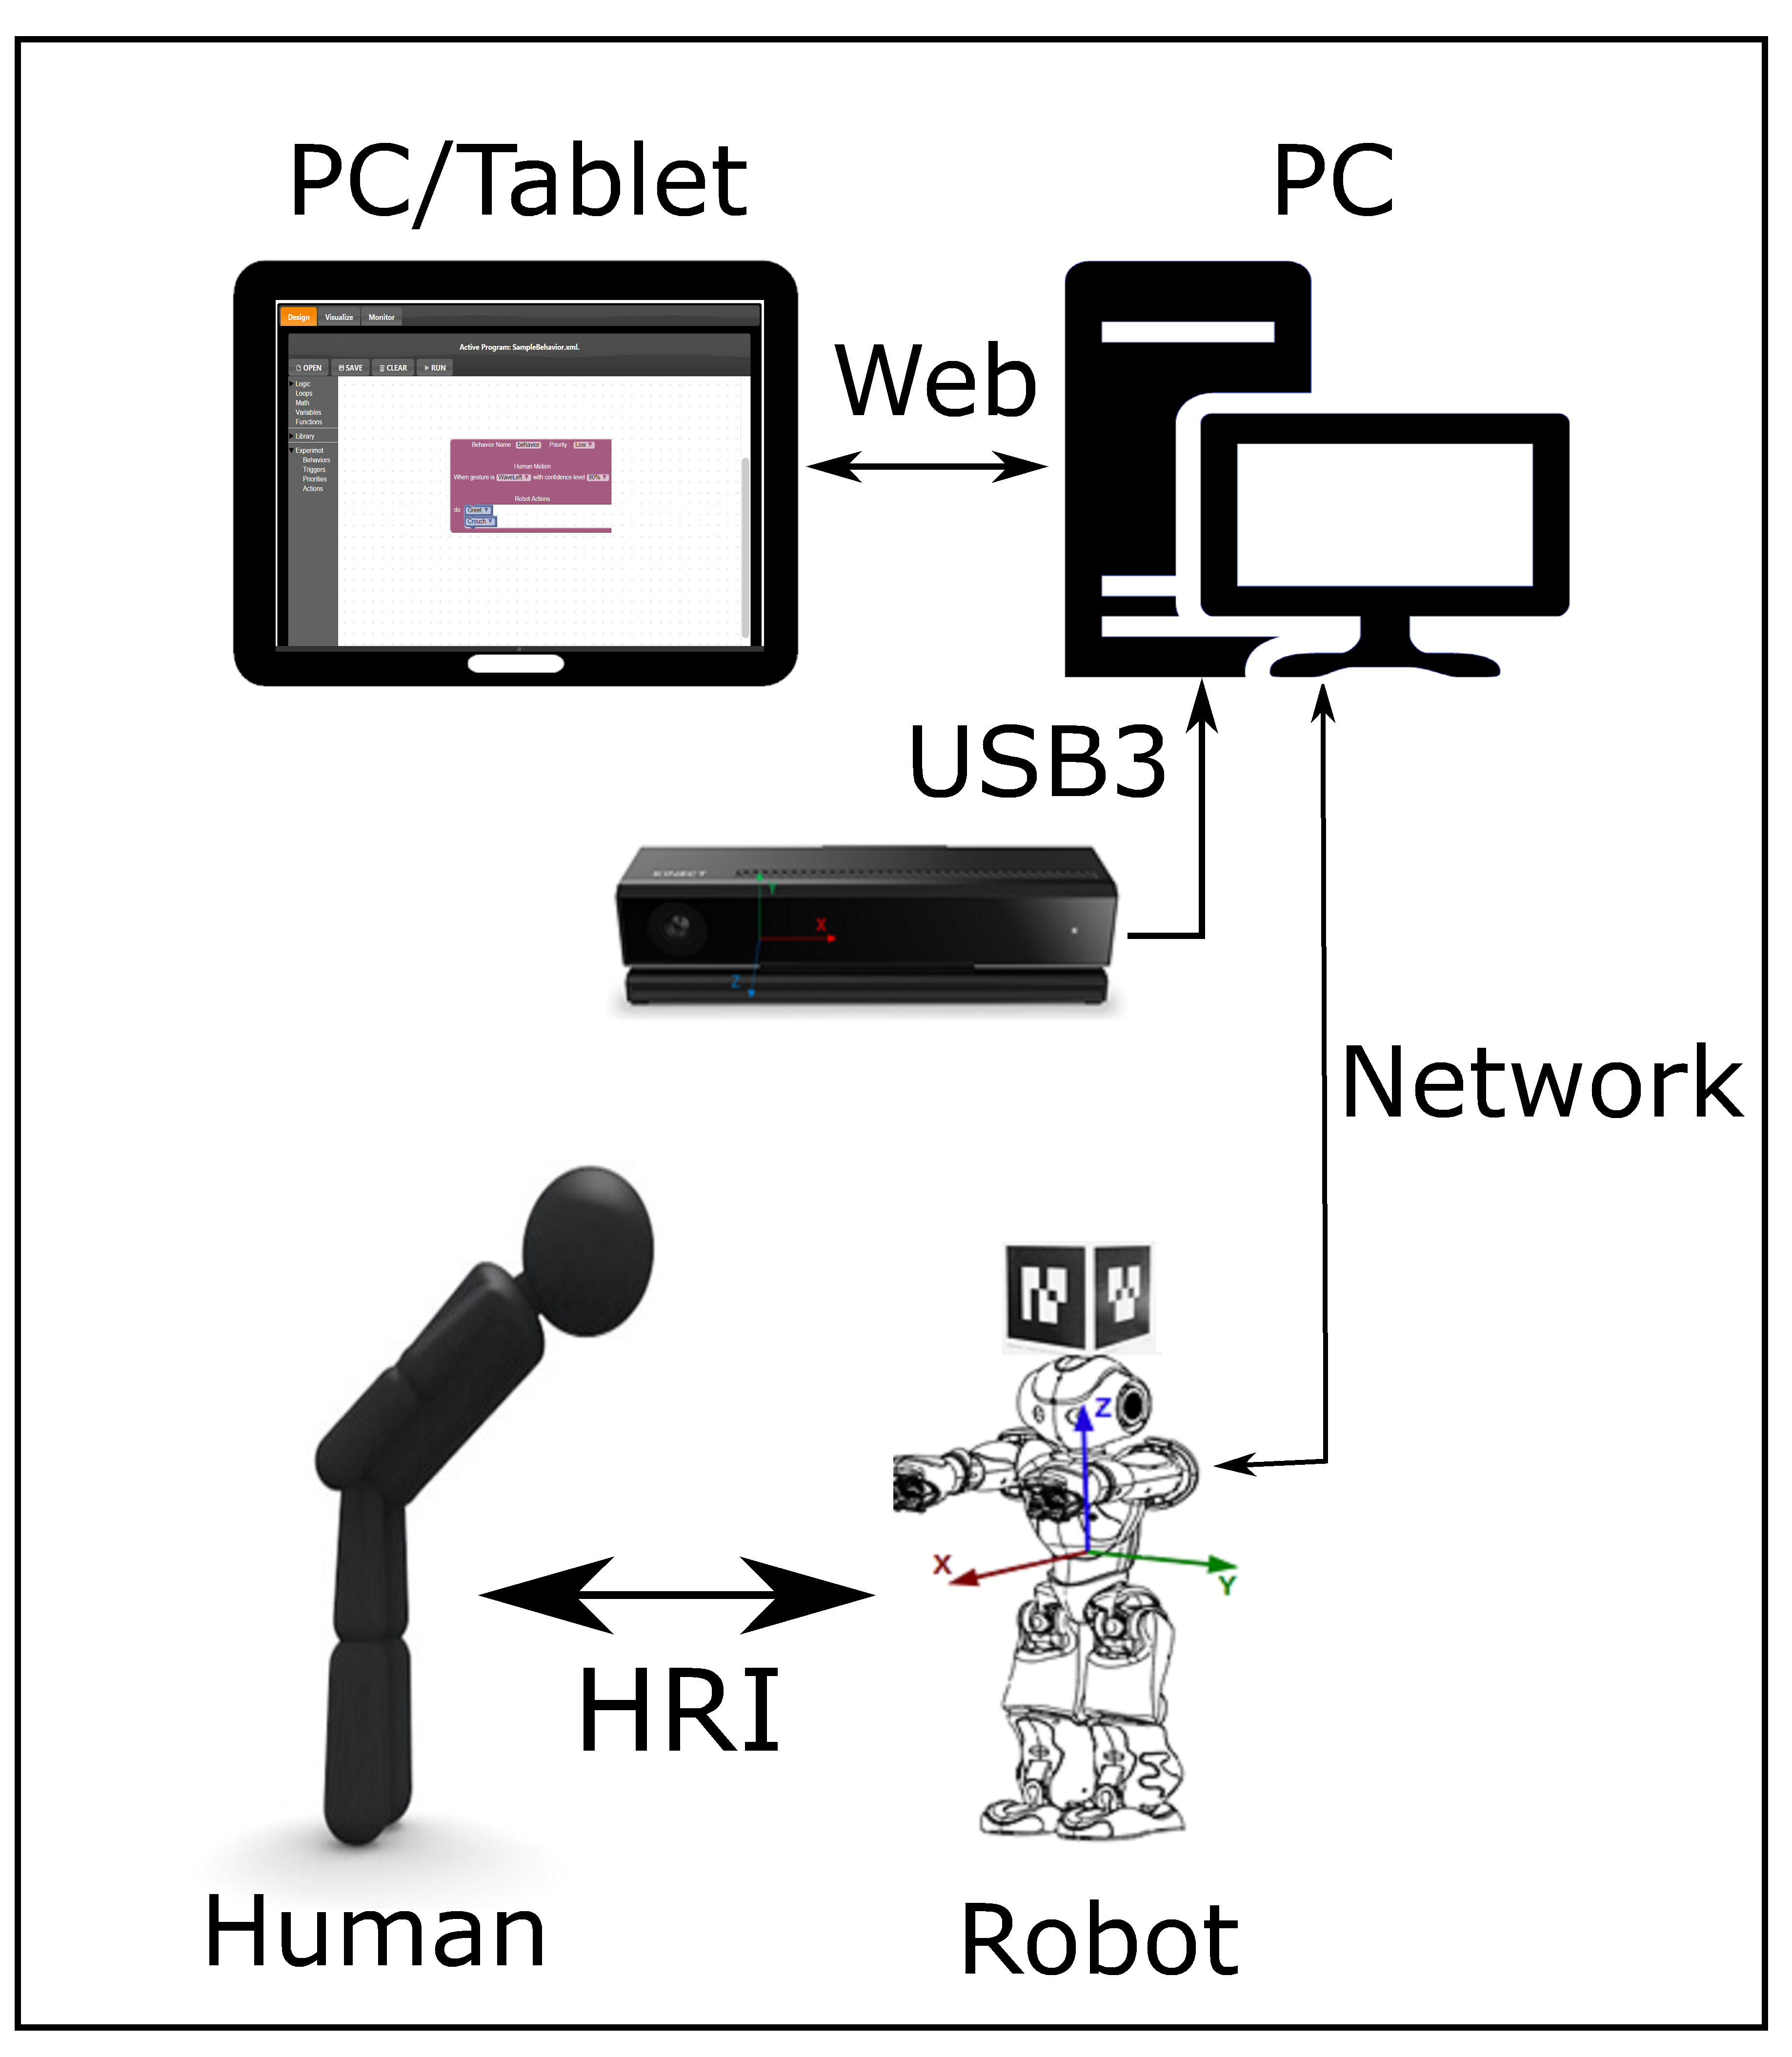 PC/Tablet
PC
Design Visualize Monitor
Active Program: SampleBehavior.xml.
OPEN SAVE CLEAR RUN
Logic
Loops
Math
Variables
Functions
Library
Experimot
Behaviors
Triggers
Priorities
Actions
Behavior Name : behavior Priority : Low
Human Motion
When gesture is WaveLeft with confidence level 80%
Robot Actions
do Greet
Crouch
Web
USB3
KINECT
Y
X
Z
Network
Z
X
Y
HRI
Human
Robot